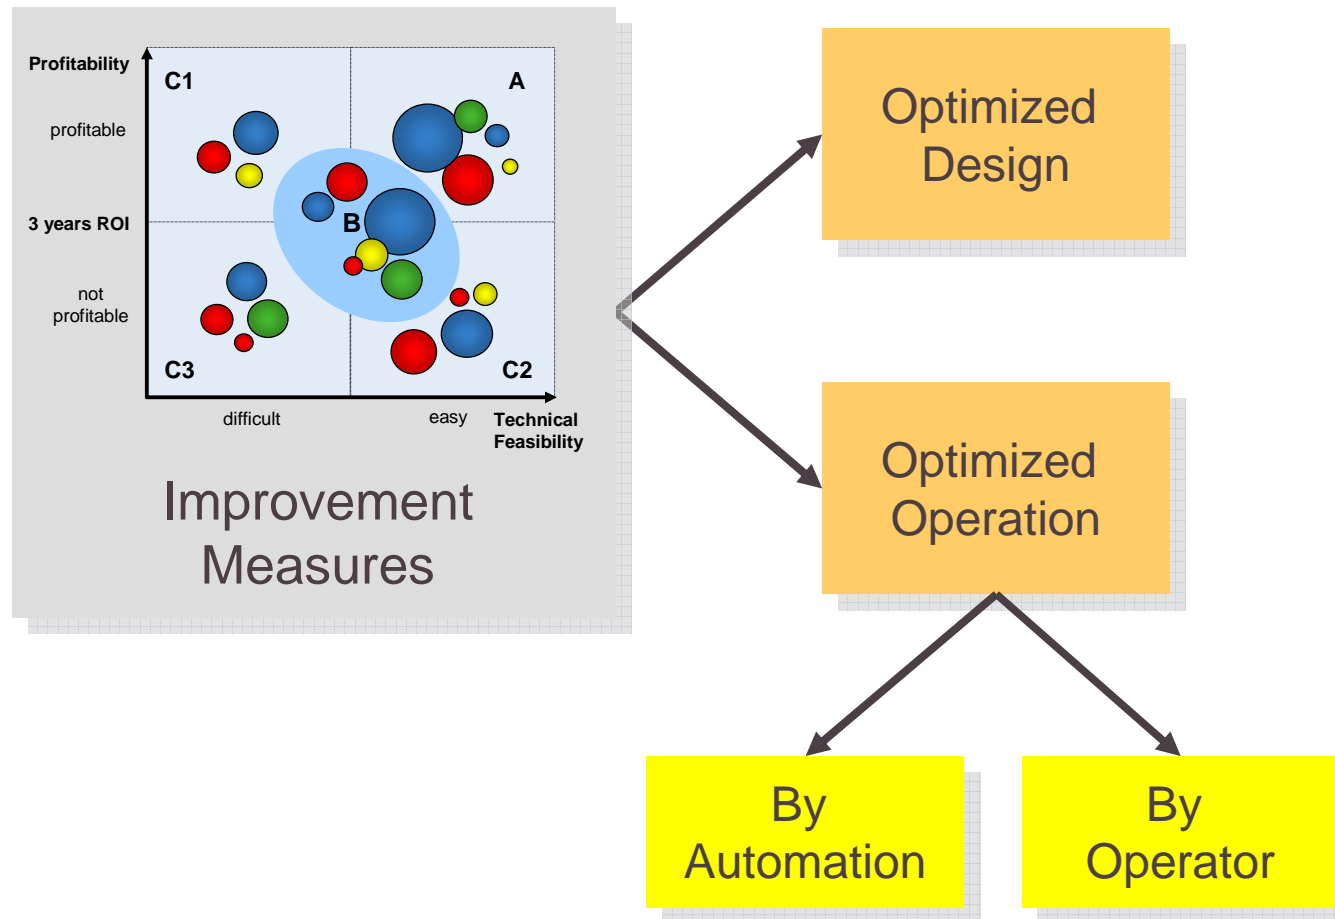 Profitability
C1
A
profitable
3 years ROI
B
not
profitable
C3
C2
difficult
easy
Technical
Feasibility
Improvement
Measures
Optimized
Design
Optimized
Operation
By
Automation
By
Operator